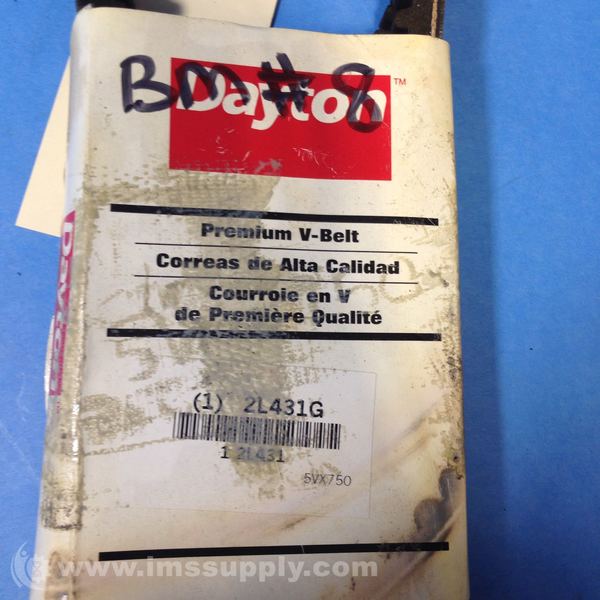 BM#8
Dayton™
Premium V-Belt
Correas de Alta Calidad
Courroie en V
de Première Qualité
Dayton
(1) 2L431G
1 2L431
5VX750
www.imssupply.com